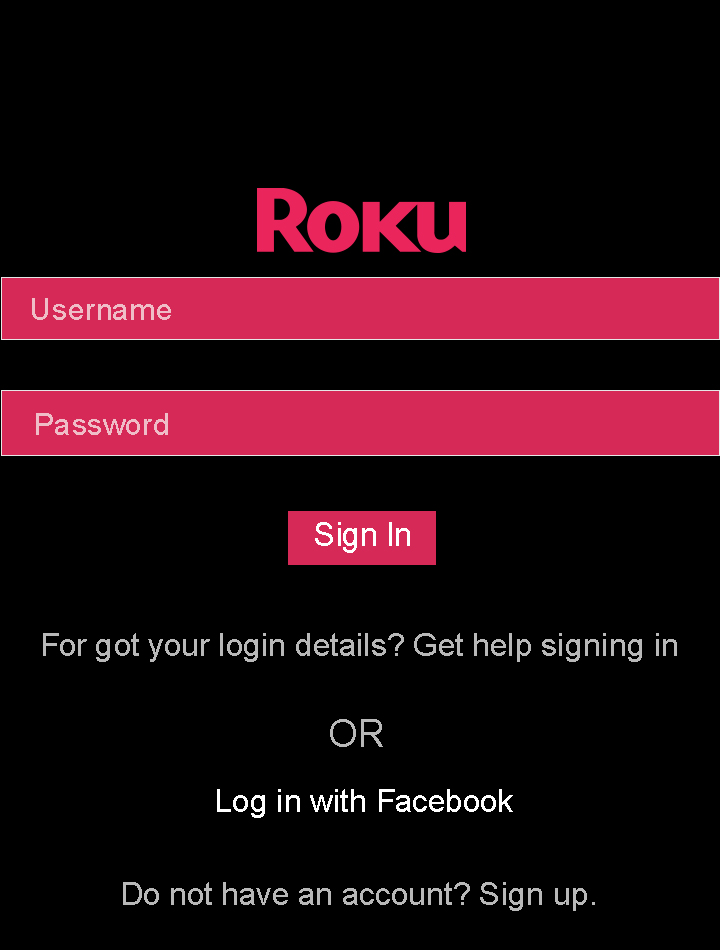 Roku
Username
Password
Sign In
For got your login details? Get help signing in
OR
Log in with Facebook
Do not have an account? Sign up.